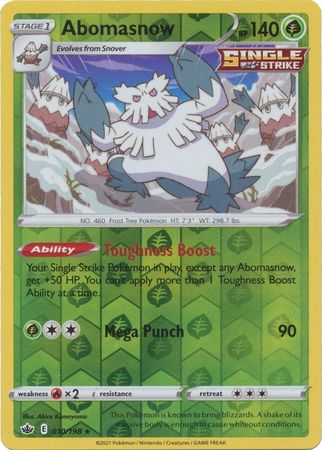 STAGE 1
Abomasnow
HP 140
Evolves from Snover
SINGLE
STRIKE
NO. 460 Frost Tree Pokémon HT: 7'3" WT: 298.7 lbs.
Ability Toughness Boost
Your Single Strike Pokémon in play, except any Abomasnow,
get +50 HP. You can't apply more than 1 Toughness
Boost Ability at a time.
Mega Punch 90
weakness ×2 resistance retreat
Illus. Akira Komayama
E 010/198 ★
This Pokémon is known to bring blizzards. A shake of its
massive body is enough to cause whiteout conditions.
©2021 Pokémon / Nintendo / Creatures / GAME FREAK